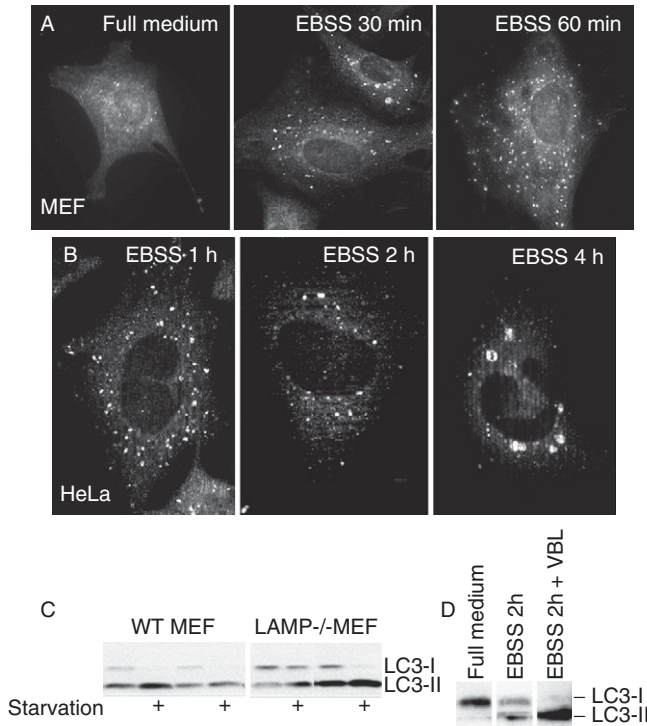 A Full medium EBSS 30 min EBSS 60 min
MEF
B EBSS 1 h EBSS 2 h EBSS 4 h
HeLa
C D
Full medium
EBSS 2h
EBSS 2h + VBL
WT MEF LAMP-/-MEF
LC3-I
LC3-II
Starvation + + + +
– LC3-I
– LC3-II